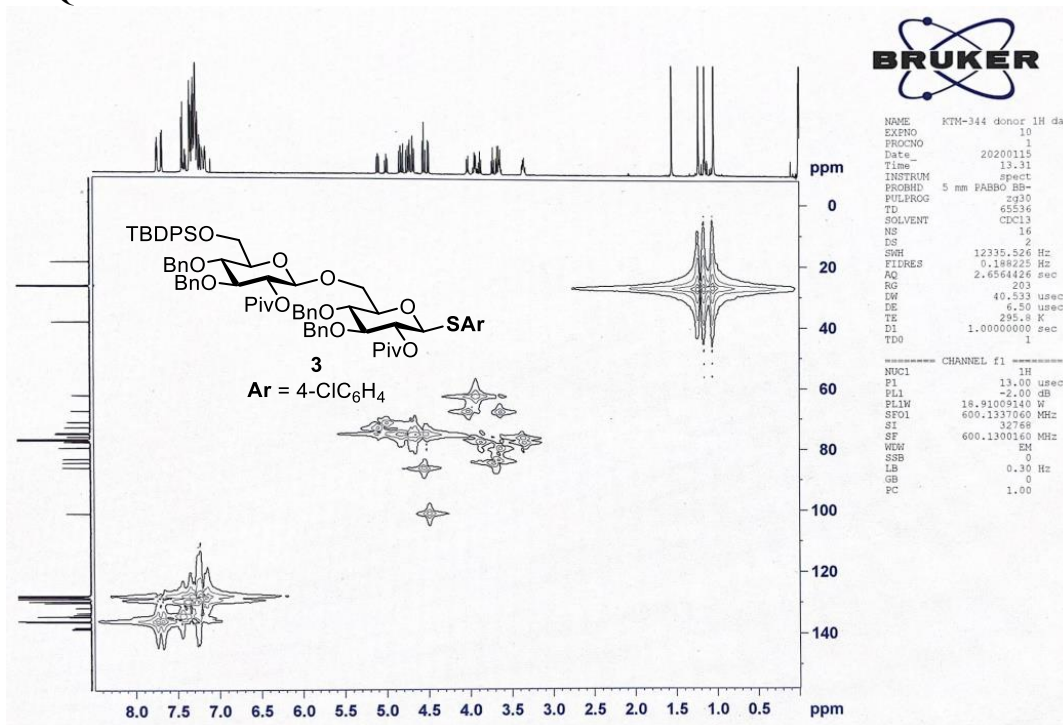 BRUKER
NAME KTM-344 donor 1H da
EXPNO 10
PROCNO 1
Date_ 20200115
Time 13.31
INSTRUM spect
PROBHD 5 mm PABBO BB-
PULPROG zg30
TD 65536
SOLVENT CDCl3
NS 16
DS 2
SWH 12335.526 Hz
FIDRES 0.188225 Hz
AQ 2.6564426 sec
RG 203
DW 40.533 usec
DE 6.50 usec
TE 295.8 K
D1 1.00000000 sec
TD0 1
======== CHANNEL f1 ========
NUC1 1H
P1 13.00 usec
PL1 -2.00 dB
PL1W 18.91009140 W
SFO1 600.1337060 MHz
SI 32768
SF 600.1300160 MHz
WDW EM
SSB 0
LB 0.30 Hz
GB 0
PC 1.00
ppm
0
20
40
60
80
100
120
140
ppm
8.0 7.5 7.0 6.5 6.0 5.5 5.0 4.5 4.0 3.5 3.0 2.5 2.0 1.5 1.0 0.5
TBDPSO
O
BnO
O
BnO
PivO
BnO
O
BnO
SAr
PivO
3
Ar = 4-ClC6H4